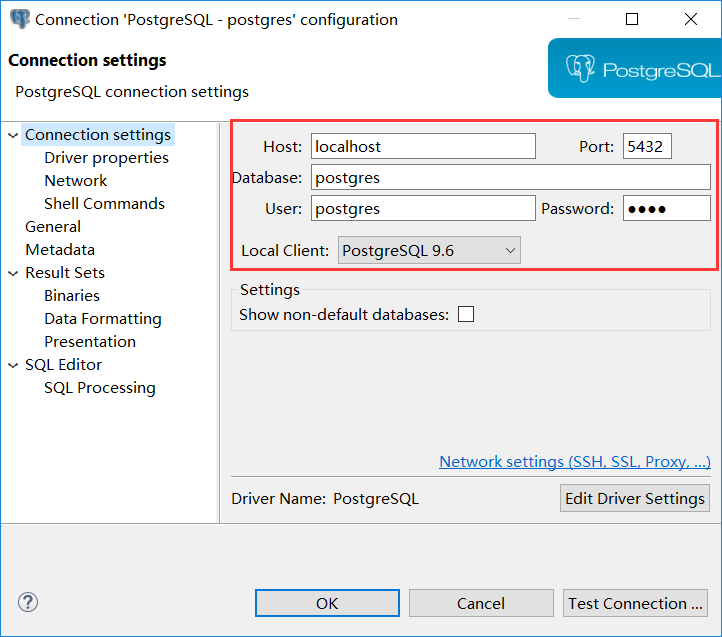 Connection 'PostgreSQL - postgres' configuration
Connection settings
PostgreSQL connection settings
PostgreSQL
Connection settings
Driver properties
Network
Shell Commands
General
Metadata
Result Sets
Binaries
Data Formatting
Presentation
SQL Editor
SQL Processing
Host: localhost Port: 5432
Database: postgres
User: postgres Password: ●●●●
Local Client: PostgreSQL 9.6
Settings
Show non-default databases:
Network settings (SSH, SSL, Proxy, ...)
Driver Name: PostgreSQL Edit Driver Settings
? OK Cancel Test Connection ...